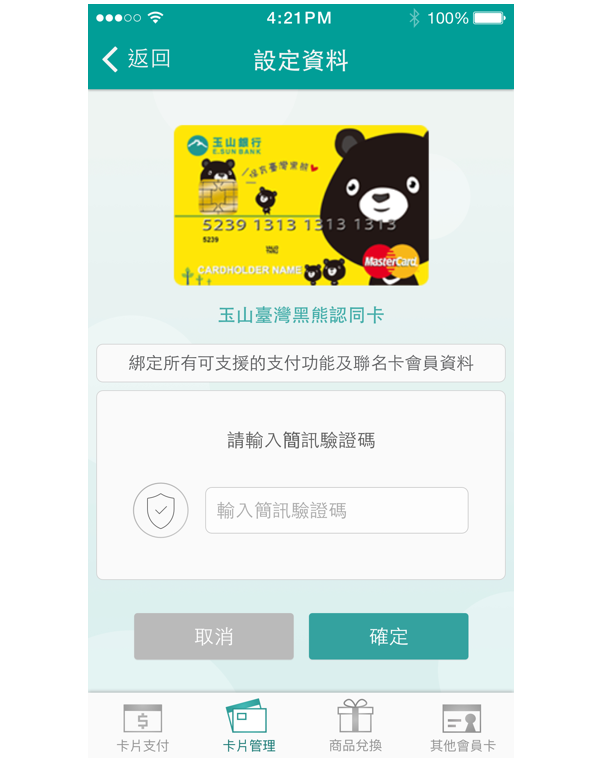 4:21PM 100%
返回 設定資料
玉山銀行
E.SUN BANK
保育臺灣黑熊
5239 1313 1313 1313
5239
VALID
THRU
CARDHOLDER NAME
MasterCard
玉山臺灣黑熊認同卡
綁定所有可支援的支付功能及聯名卡會員資料
請輸入簡訊驗證碼
輸入簡訊驗證碼
取消 確定
卡片支付 卡片管理 商品兌換 其他會員卡